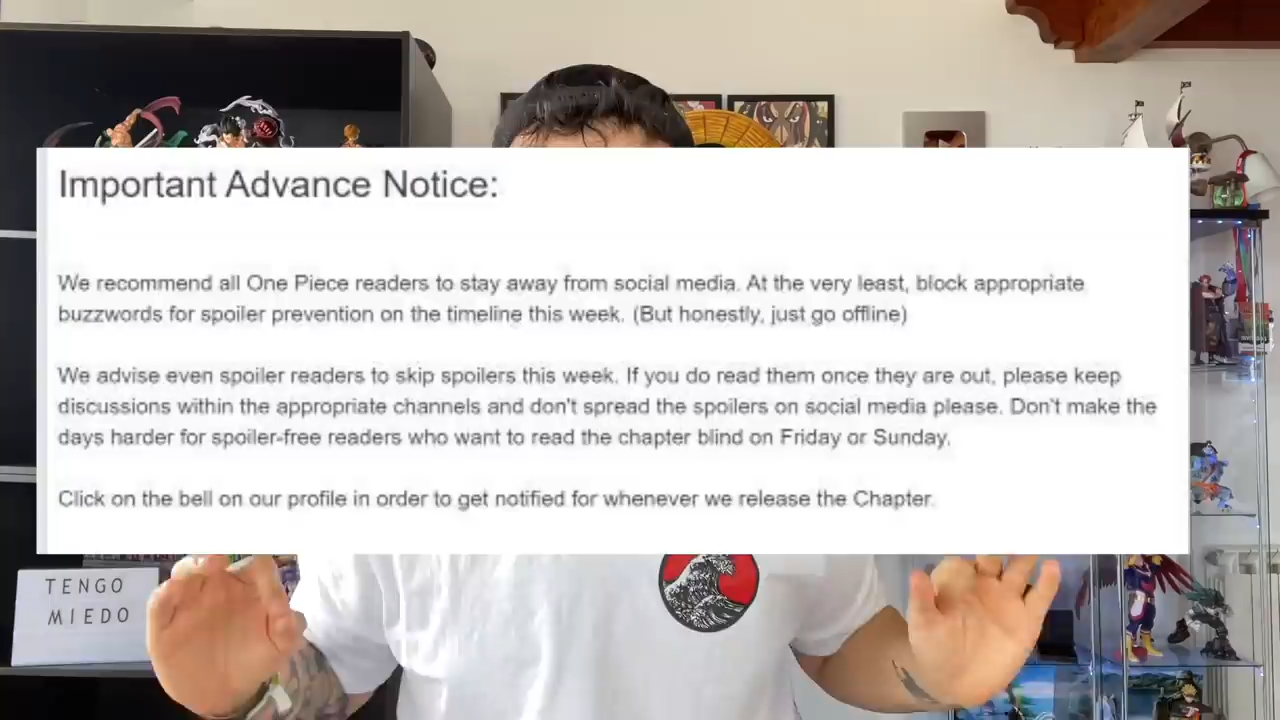 Important Advance Notice:
We recommend all One Piece readers to stay away from social media. At the very least, block appropriate
buzzwords for spoiler prevention on the timeline this week. (But honestly, just go offline)
We advise even spoiler readers to skip spoilers this week. If you do read them once they are out, please keep
discussions within the appropriate channels and don't spread the spoilers on social media please. Don't make the
days harder for spoiler-free readers who want to read the chapter blind on Friday or Sunday.
Click on the bell on our profile in order to get notified for whenever we release the Chapter.
TENGO
MIEDO